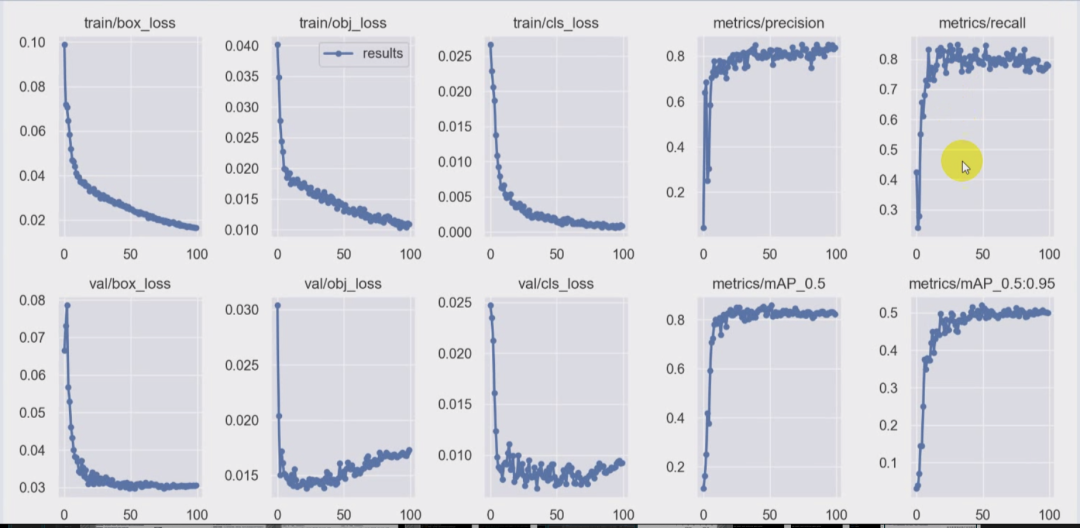 train/box_loss
train/obj_loss
train/cls_loss
metrics/precision
metrics/recall
0.10
0.08
0.06
0.04
0.02
0 50 100
0.040
0.035
0.030
0.025
0.020
0.015
0.010
results
0 50 100
0.025
0.020
0.015
0.010
0.005
0.000
0 50 100
0.8
0.6
0.4
0.2
0 50 100
0.8
0.7
0.6
0.5
0.4
0.3
0 50 100
val/box_loss
val/obj_loss
val/cls_loss
metrics/mAP_0.5
metrics/mAP_0.5:0.95
0.08
0.07
0.06
0.05
0.04
0.03
0 50 100
0.030
0.025
0.020
0.015
0 50 100
0.025
0.020
0.015
0.010
0 50 100
0.8
0.6
0.4
0.2
0 50 100
0.5
0.4
0.3
0.2
0.1
0 50 100